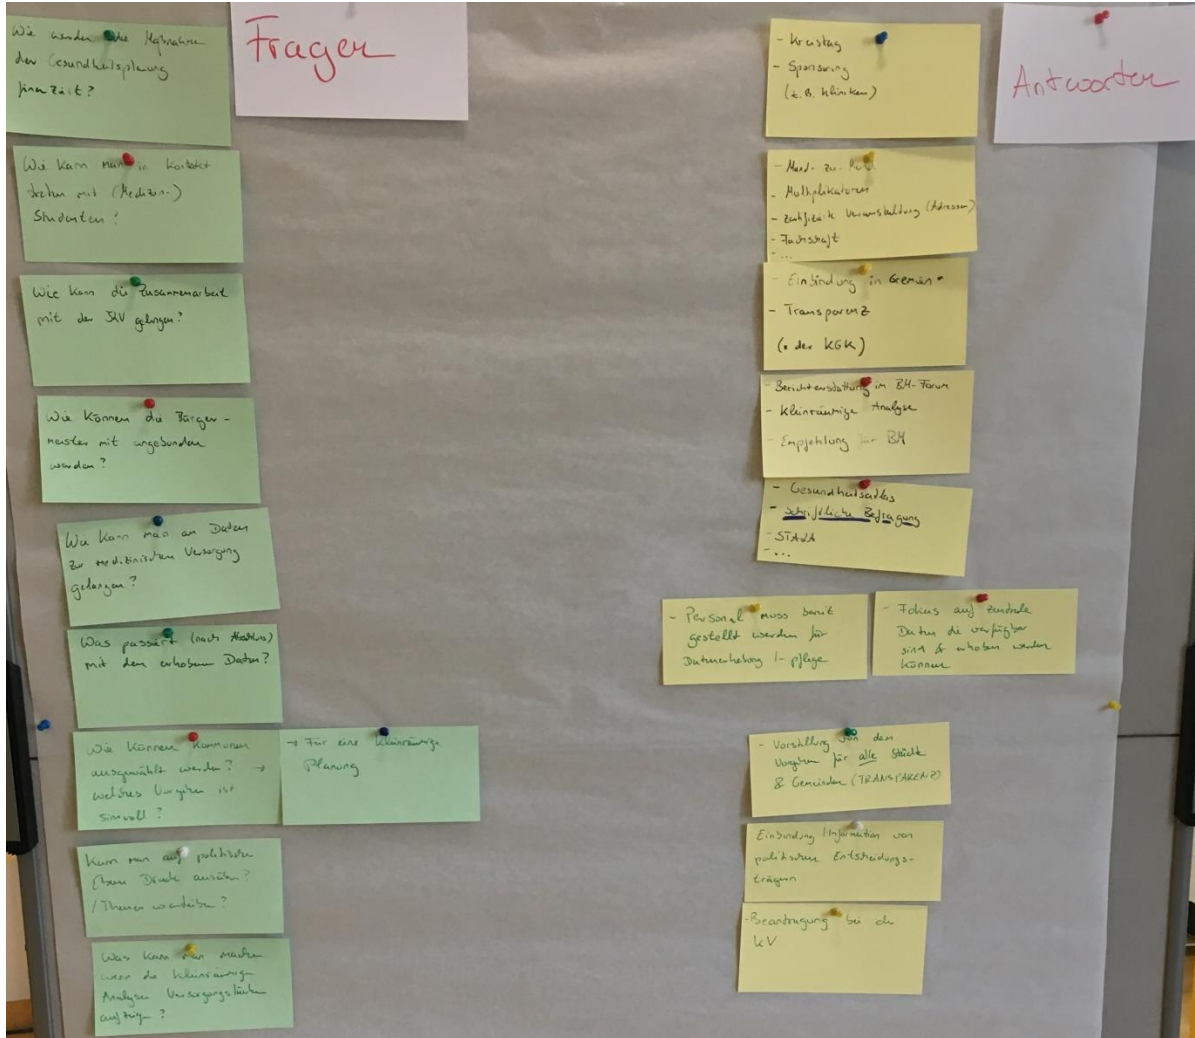 Fragen
Wie werden die Maßnahmen
der Gesundheitsplanung
finanziert?
Wie kann man in Kontakt
treten mit (Medizin-)
Studenten?
Wie kann die Zusammenarbeit
mit der KV gelingen?
Wie können die Bürger-
meister mit angebunden
werden?
Wie kann man an Daten
zur medizinischen Versorgung
gelangen?
Was passiert (nach Abschluss)
mit den erhobenen Daten?
Wie können Kommunen
ausgewählt werden? →
welches Vorgehen ist
sinnvoll?
→ Für eine kleinräumige
Planung
Kann man auf politischer
Ebene Druck ausüben?
/ Themen vorantreiben?
Was kann man machen
wenn die kleinräumigen
Analysen Versorgungslücken
aufzeigen?
Antworten
- Kreistag
- Sponsoring
(z.B. Kliniken)
- Mund-zu-Mund
- Multiplikatoren
- zertifizierte Veranstaltung (Adressen)
- Fachschaft
- ...
- Einbindung in Gremien *
- Transparenz
(* der KGK)
- Berichterstattung im BM-Forum
- Kleinräumige Analyse
- Empfehlung für BM
- Gesundheitsatlas
- schriftliche Befragung
- STALA
- ...
- Personal muss bereit
gestellt werden für
Datenerhebung /-pflege
- Fokus auf zentrale
Daten die verfügbar
sind & erhoben werden
können
- Vorstellung von dem
Vorgehen für alle Städte
& Gemeinden (TRANSPARENZ)
Einbindung / Information von
politischen Entscheidungs-
trägern
- Beantragung bei der
KV